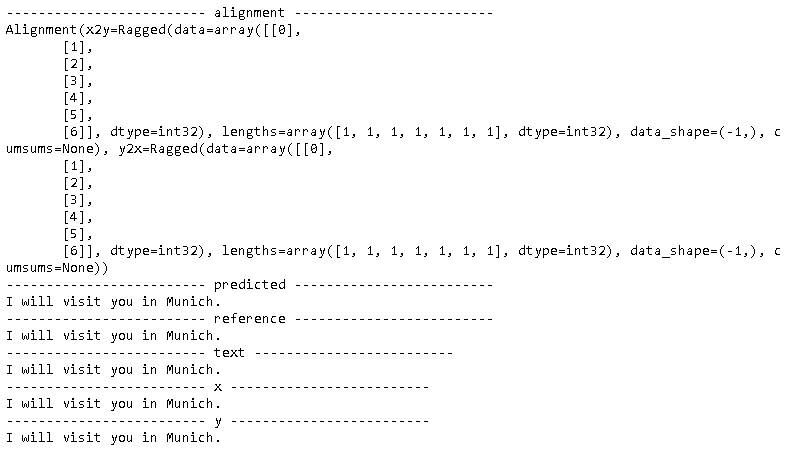 ------------------------- alignment -------------------------
Alignment(x2y=Ragged(data=array([[0],
       [1],
       [2],
       [3],
       [4],
       [5],
       [6]], dtype=int32), lengths=array([1, 1, 1, 1, 1, 1, 1], dtype=int32), data_shape=(-1,), c
umsums=None), y2x=Ragged(data=array([[0],
       [1],
       [2],
       [3],
       [4],
       [5],
       [6]], dtype=int32), lengths=array([1, 1, 1, 1, 1, 1, 1], dtype=int32), data_shape=(-1,), c
umsums=None))
------------------------- predicted -------------------------
I will visit you in Munich.
------------------------- reference -------------------------
I will visit you in Munich.
------------------------- text -------------------------
I will visit you in Munich.
------------------------- x -------------------------
I will visit you in Munich.
------------------------- y -------------------------
I will visit you in Munich.